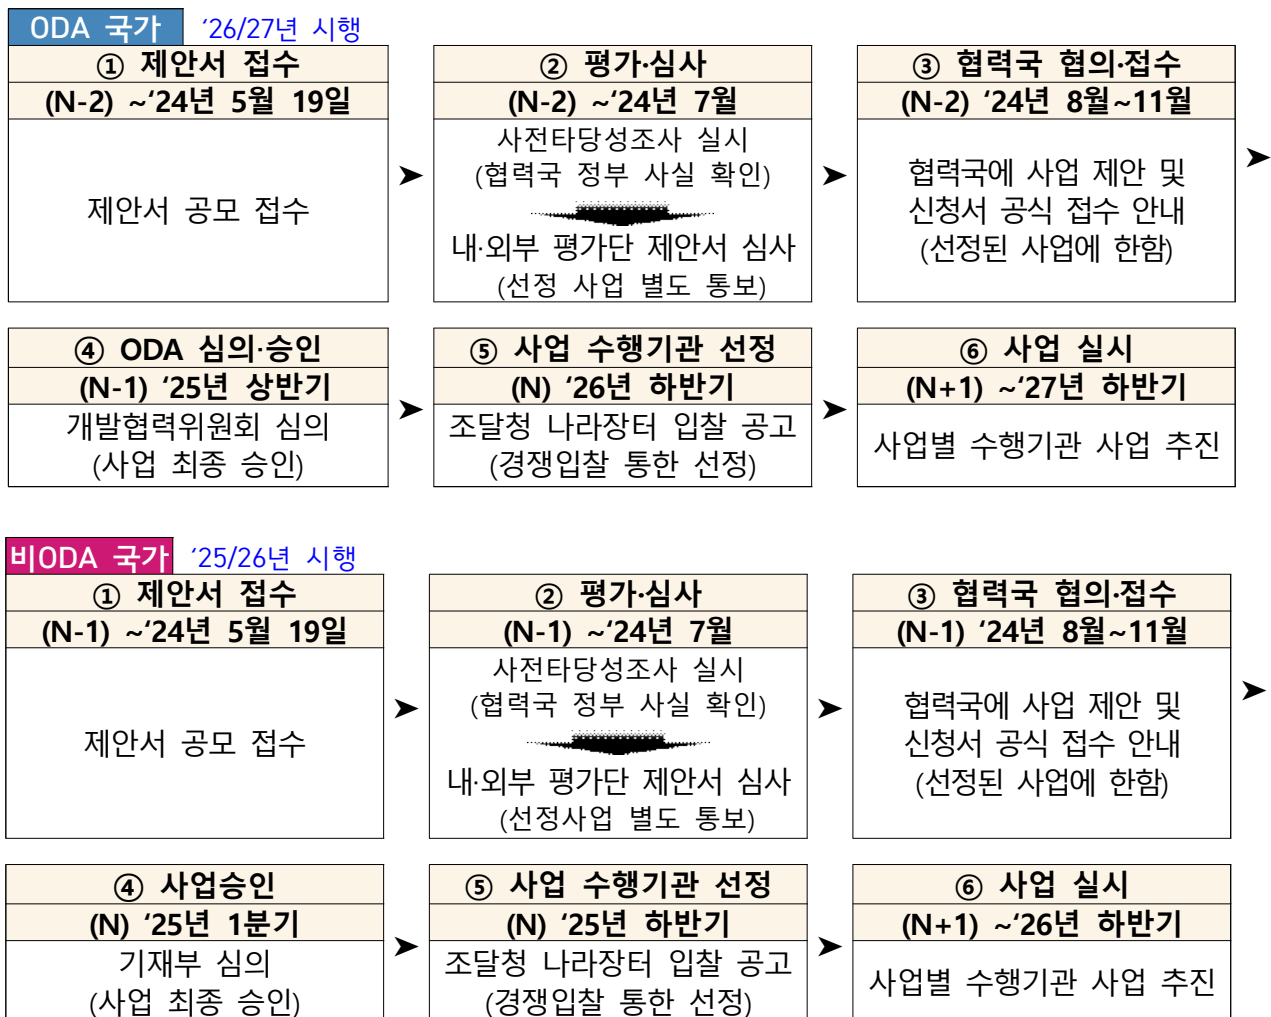 ODA 국가 ‘26/27년 시행
① 제안서 접수
(N-2) ~‘24년 5월 19일
제안서 공모 접수
➤
② 평가·심사
(N-2) ~‘24년 7월
사전타당성조사 실시
(협력국 정부 사실 확인)
내·외부 평가단 제안서 심사
(선정 사업 별도 통보)
➤
③ 협력국 협의·접수
(N-2) ‘24년 8월~11월
협력국에 사업 제안 및
신청서 공식 접수 안내
(선정된 사업에 한함)
➤
④ ODA 심의·승인
(N-1) ‘25년 상반기
개발협력위원회 심의
(사업 최종 승인)
➤
⑤ 사업 수행기관 선정
(N) ‘26년 하반기
조달청 나라장터 입찰 공고
(경쟁입찰 통한 선정)
➤
⑥ 사업 실시
(N+1) ~‘27년 하반기
사업별 수행기관 사업 추진
비ODA 국가 ‘25/26년 시행
① 제안서 접수
(N-1) ~‘24년 5월 19일
제안서 공모 접수
➤
② 평가·심사
(N-1) ~‘24년 7월
사전타당성조사 실시
(협력국 정부 사실 확인)
내·외부 평가단 제안서 심사
(선정사업 별도 통보)
➤
③ 협력국 협의·접수
(N-1) ‘24년 8월~11월
협력국에 사업 제안 및
신청서 공식 접수 안내
(선정된 사업에 한함)
➤
④ 사업승인
(N) ‘25년 1분기
기재부 심의
(사업 최종 승인)
➤
⑤ 사업 수행기관 선정
(N) ‘25년 하반기
조달청 나라장터 입찰 공고
(경쟁입찰 통한 선정)
➤
⑥ 사업 실시
(N+1) ~‘26년 하반기
사업별 수행기관 사업 추진